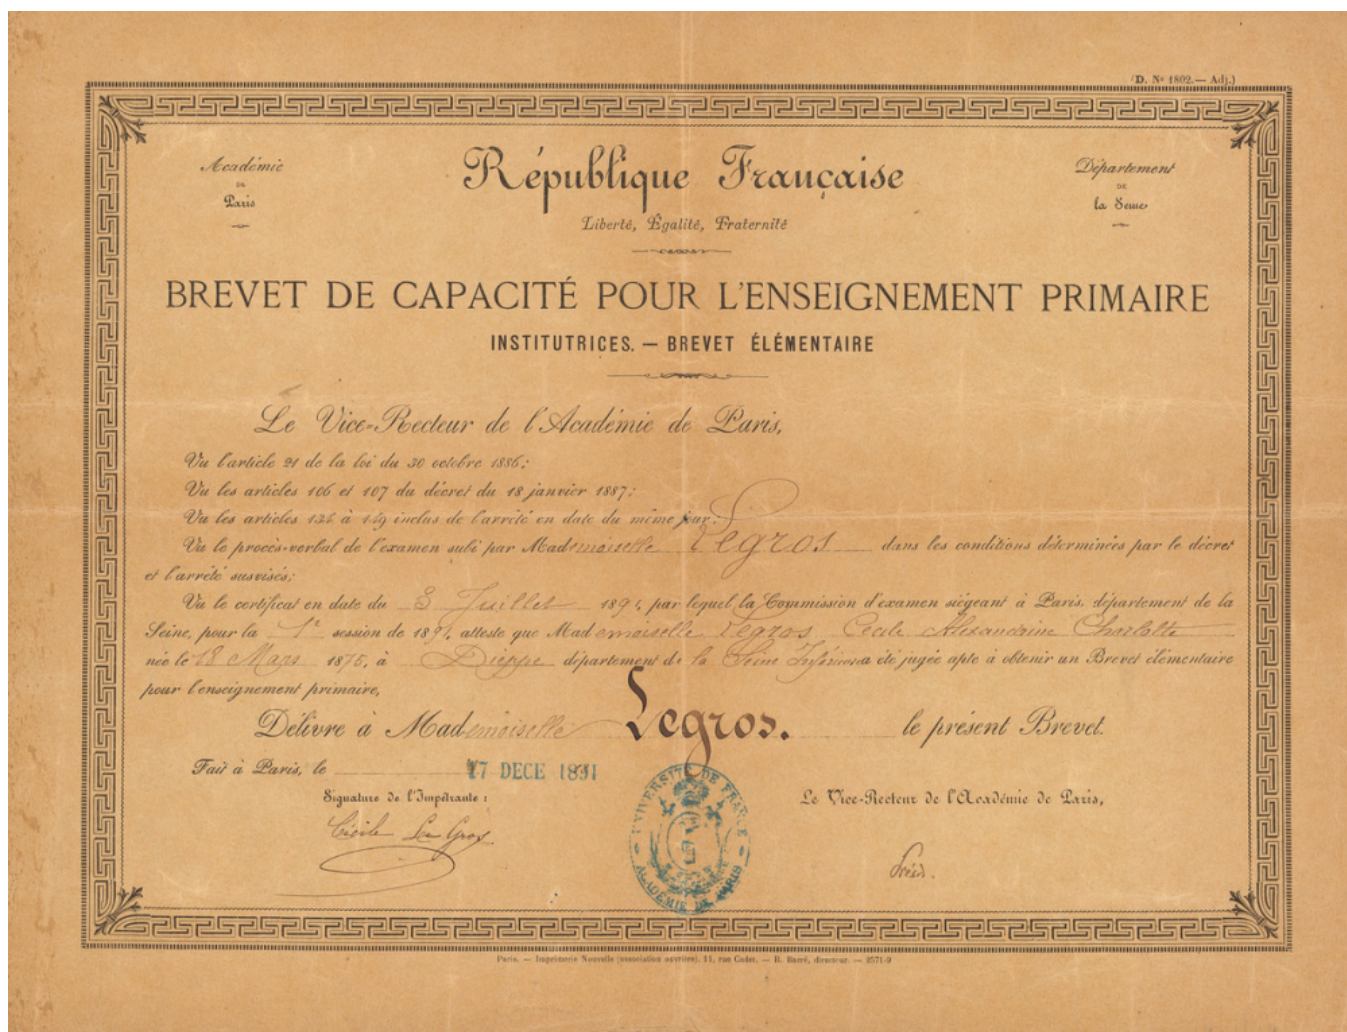 (D. Nº 1802. — Adj.)
Académie
DE
Paris
République Française
Liberté, Égalité, Fraternité
Département
DE
la Seine
BREVET DE CAPACITÉ POUR L'ENSEIGNEMENT PRIMAIRE
INSTITUTRICES. — BREVET ÉLÉMENTAIRE
Le Vice-Recteur de l'Académie de Paris,
Vu l'article 21 de la loi du 30 octobre 1886;
Vu les articles 106 et 107 du décret du 18 janvier 1887;
Vu les articles à 149 inclus de l'arrêté en date du même jour;
Vu le procès-verbal de l'examen subi par Mademoiselle Legros dans les conditions déterminées par le décret
et l'arrêté susvisés;
Vu le certificat en date du 3 Juillet 1891, par lequel la Commission d'examen siégeant à Paris, département de la
Seine, pour la 1e session de 1891, atteste que Mademoiselle Legros Cécile Alexandrine Charlotte
née le 18 Mars 1875, à Dieppe département de la Seine Inférieure a été jugée apte à obtenir un Brevet élémentaire
pour l'enseignement primaire,
Délivre à Mademoiselle Legros. le présent Brevet.
Fait à Paris, le 17 DECE 1891
Signature de l'Impétrante :
Le Vice-Recteur de l'Académie de Paris,
Cécile Le Gros
Gréard.
UNIVERSITÉ DE FRANCE
ACADÉMIE DE PARIS
Paris. — Imprimerie Nouvelle (association ouvrière), 11, rue Cadet. — R. Barré, directeur. — 2571-9